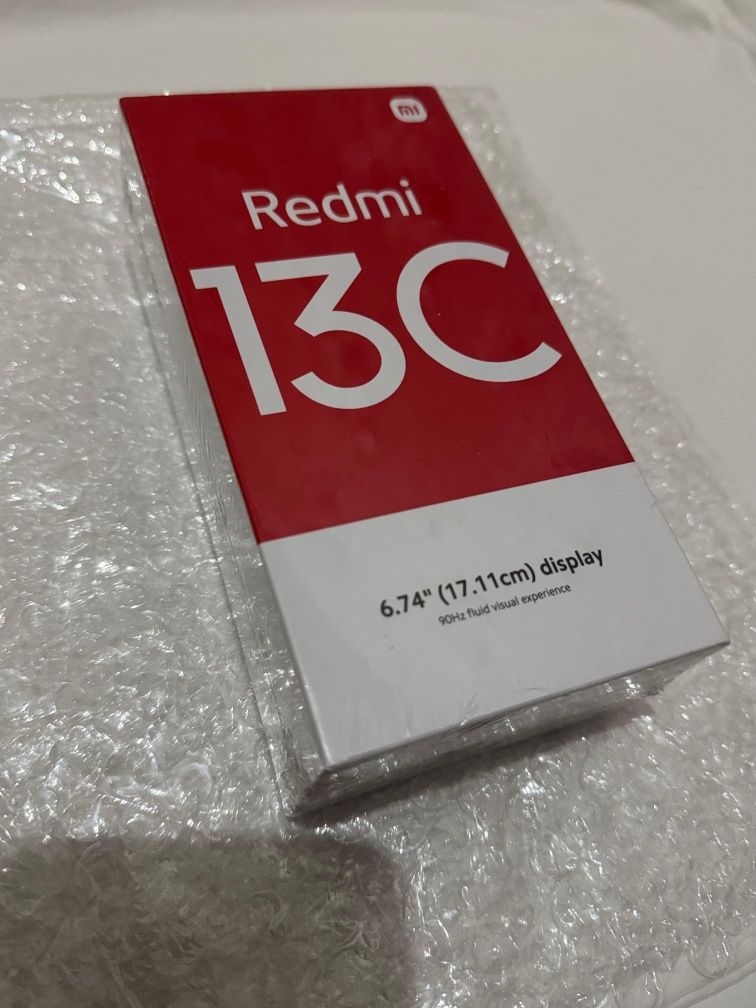 mi
Redmi
13C
6.74" (17.11cm) display
90Hz fluid visual experience